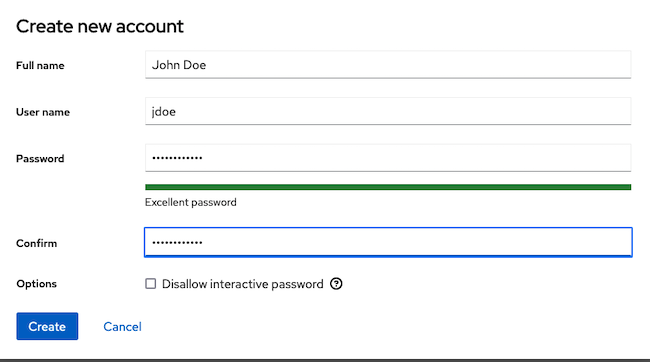 Create new account
Full name John Doe
User name jdoe
Password ••••••••••••
Excellent password
Confirm ••••••••••••
Options Disallow interactive password ?
Create Cancel